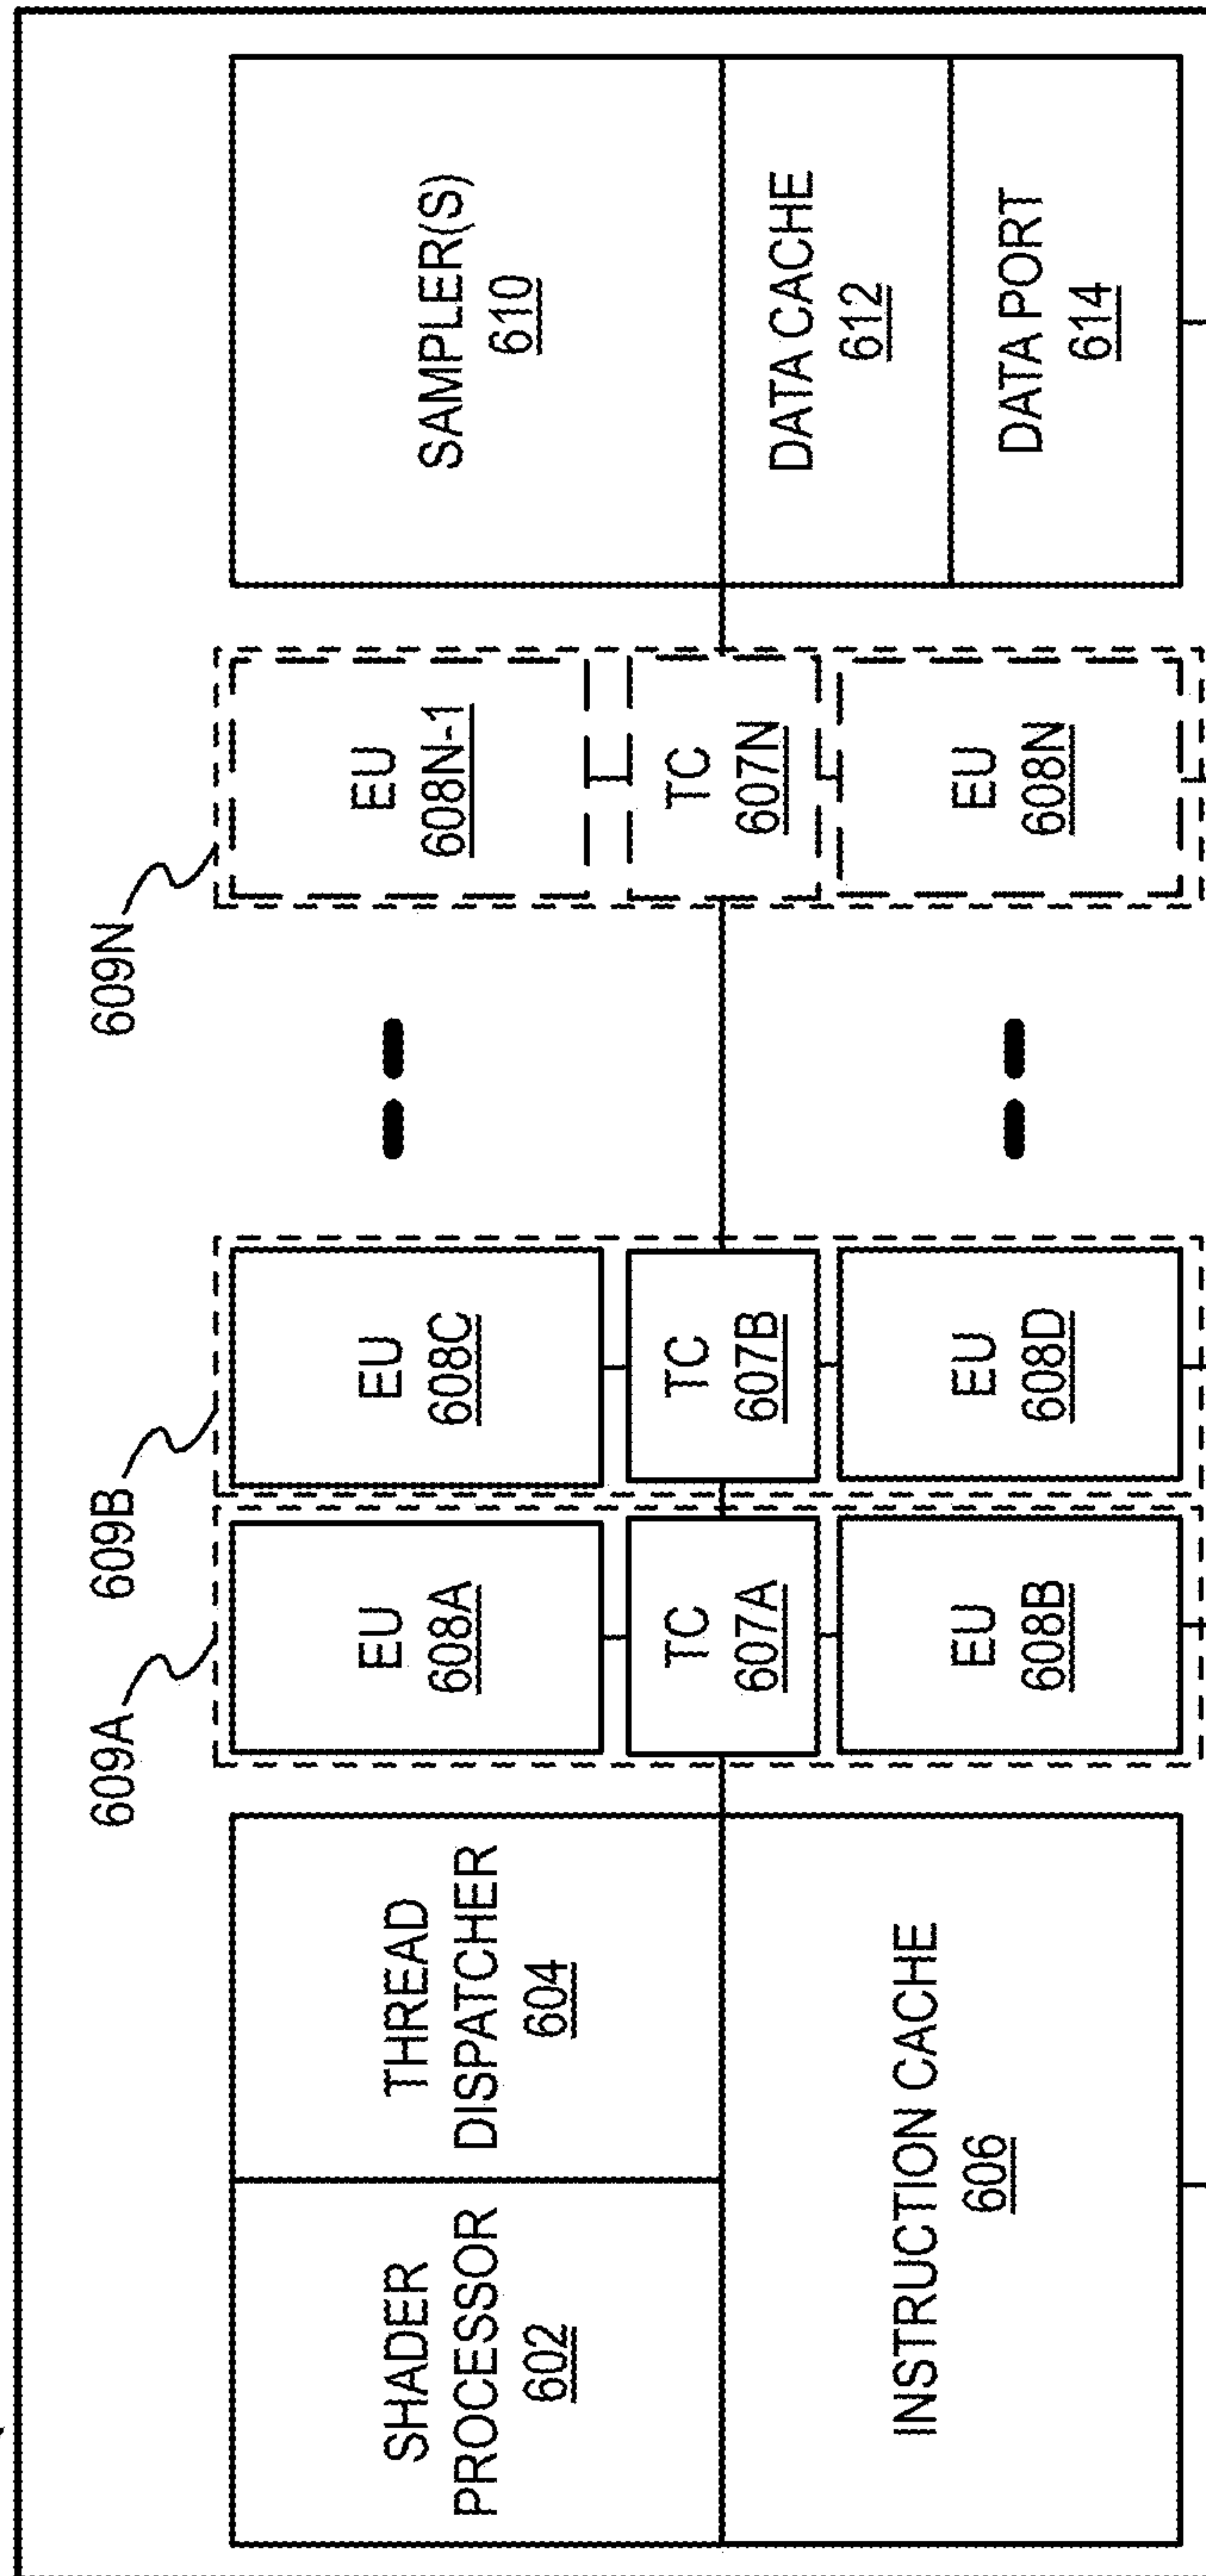 609A
609B
609N
SHADER
PROCESSOR
602
THREAD
DISPATCHER
604
INSTRUCTION CACHE
606
EU
608A
TC
607A
EU
608B
EU
608C
TC
607B
EU
608D
EU
608N-1
TC
607N
EU
608N
SAMPLER(S)
610
DATA CACHE
612
DATA PORT
614